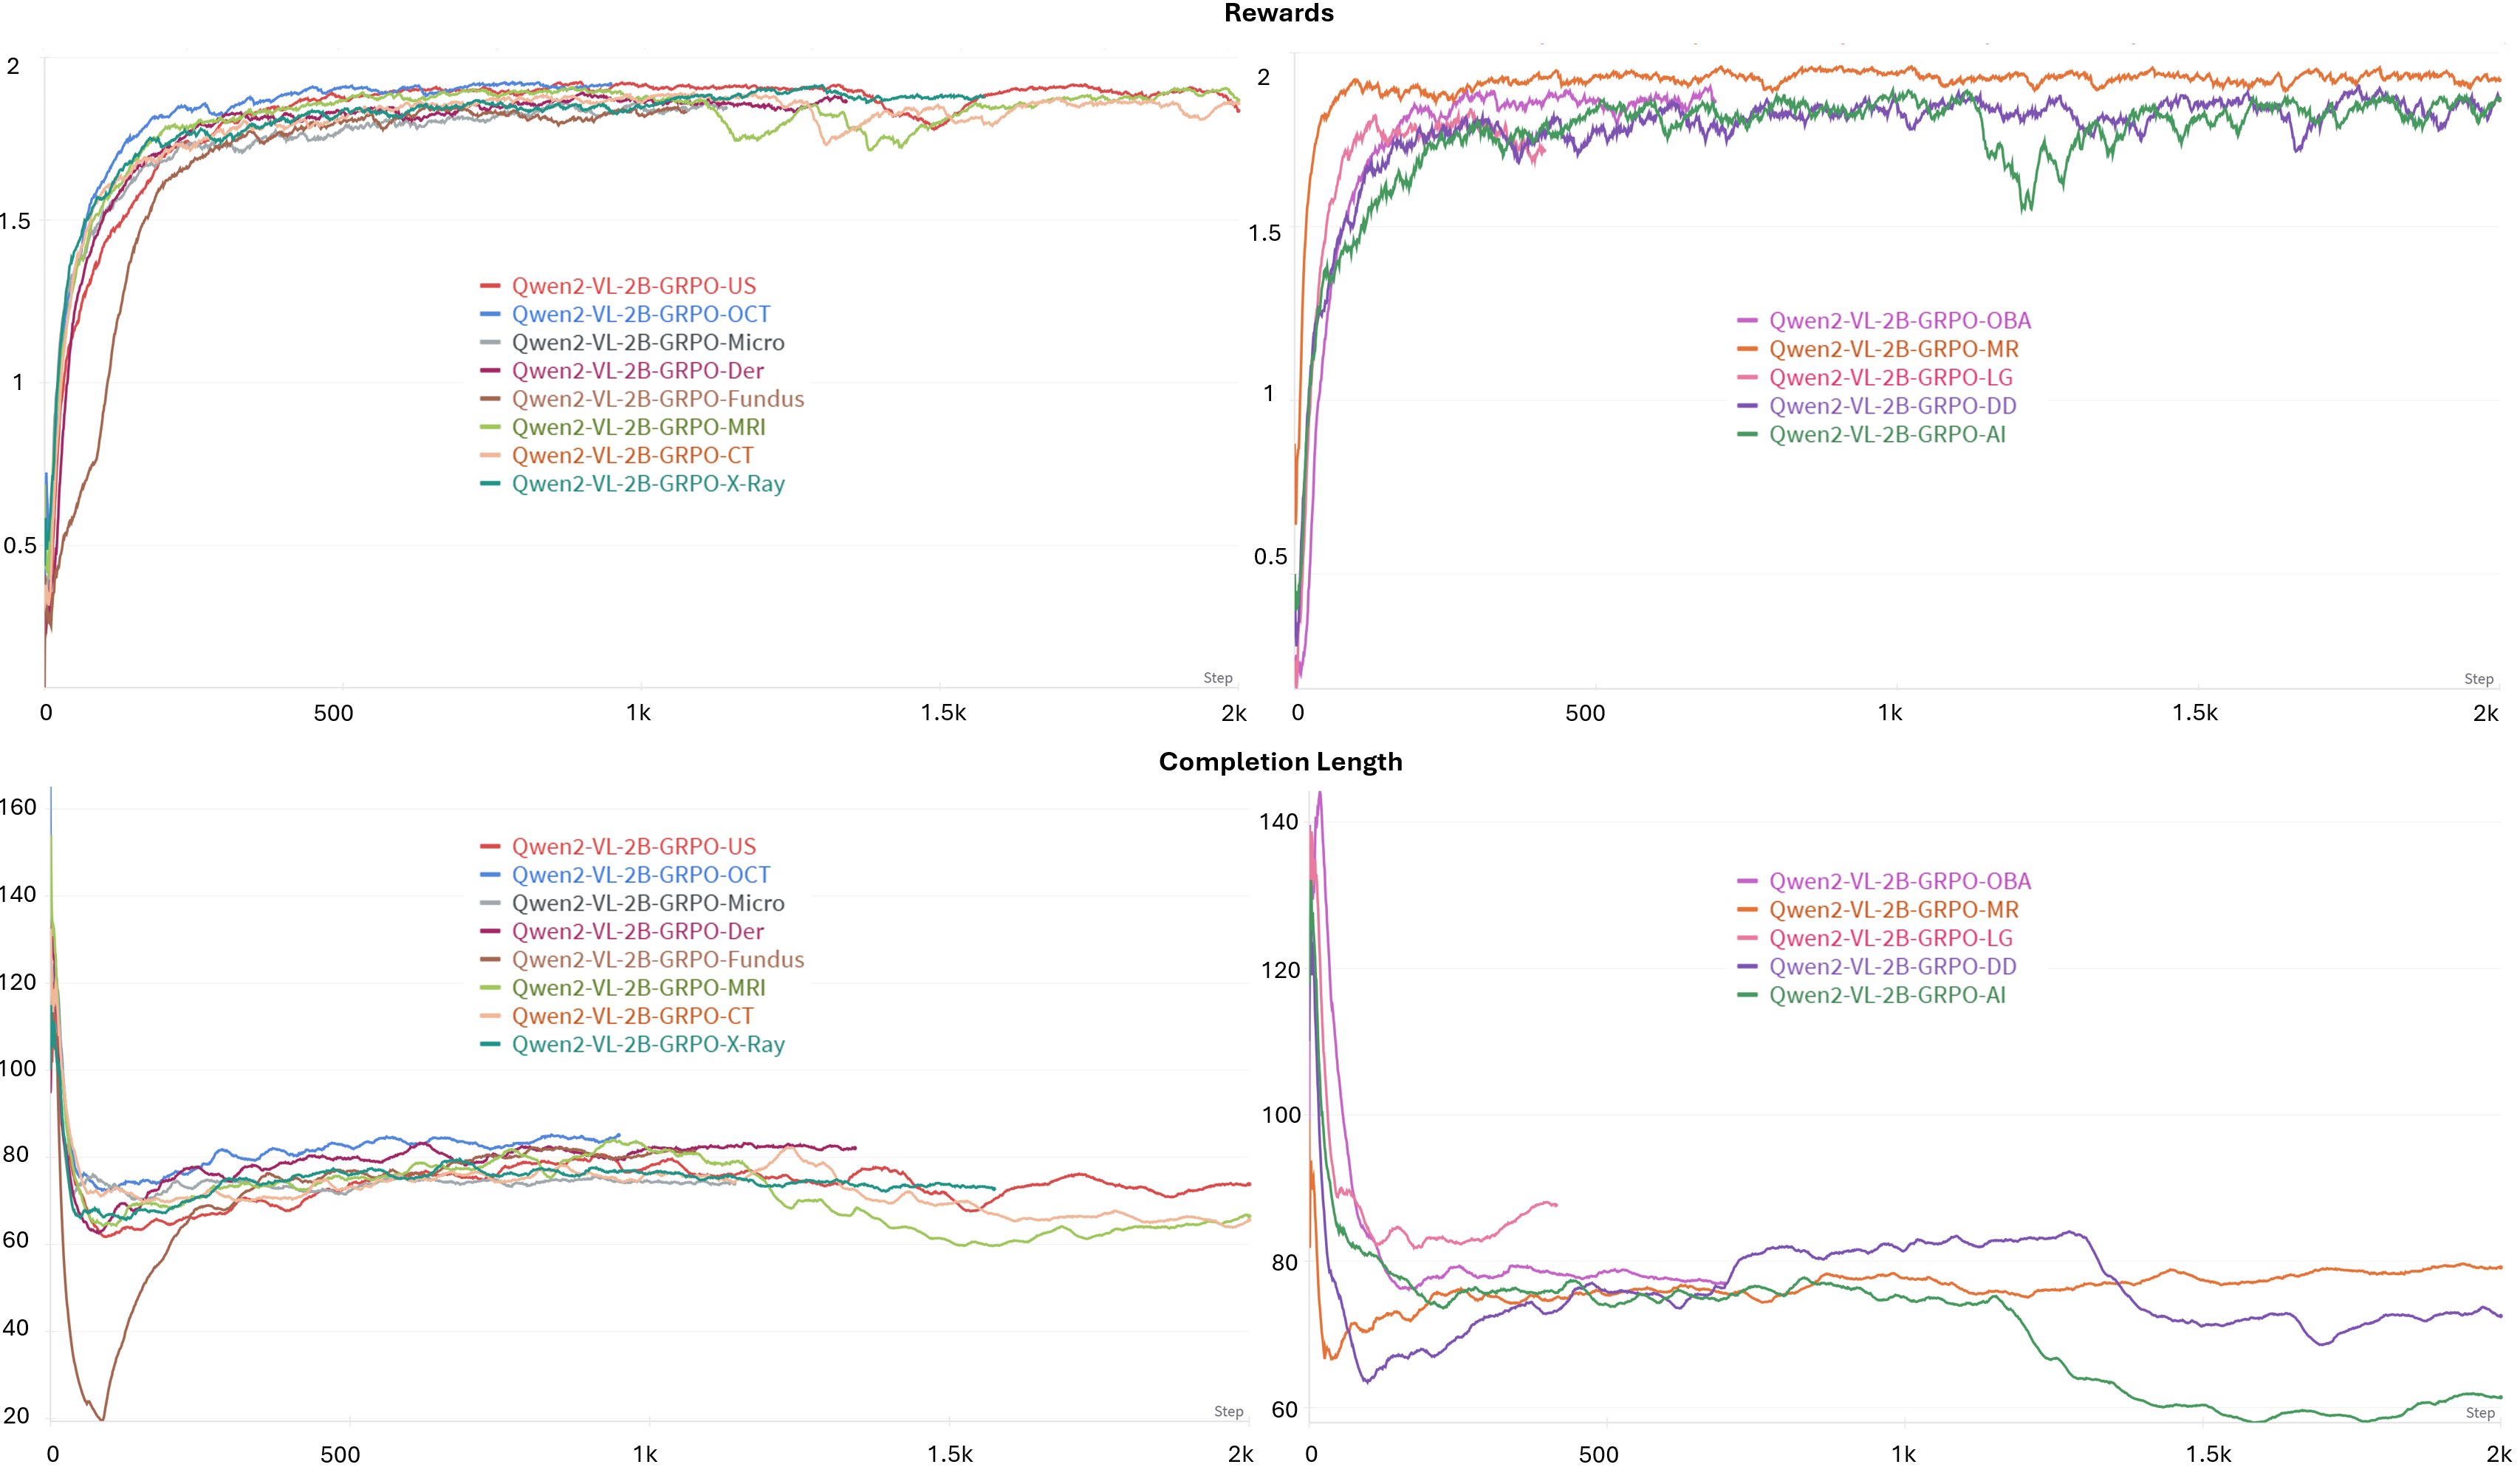 Rewards
2
1.5
1
0.5
Qwen2-VL-2B-GRPO-US
Qwen2-VL-2B-GRPO-OCT
Qwen2-VL-2B-GRPO-Micro
Qwen2-VL-2B-GRPO-Der
Qwen2-VL-2B-GRPO-Fundus
Qwen2-VL-2B-GRPO-MRI
Qwen2-VL-2B-GRPO-CT
Qwen2-VL-2B-GRPO-X-Ray
Step
0 500 1k 1.5k 2k
2
1.5
1
0.5
Qwen2-VL-2B-GRPO-OBA
Qwen2-VL-2B-GRPO-MR
Qwen2-VL-2B-GRPO-LG
Qwen2-VL-2B-GRPO-DD
Qwen2-VL-2B-GRPO-AI
Step
0 500 1k 1.5k 2k
Completion Length
160
140
120
100
80
60
40
20
Qwen2-VL-2B-GRPO-US
Qwen2-VL-2B-GRPO-OCT
Qwen2-VL-2B-GRPO-Micro
Qwen2-VL-2B-GRPO-Der
Qwen2-VL-2B-GRPO-Fundus
Qwen2-VL-2B-GRPO-MRI
Qwen2-VL-2B-GRPO-CT
Qwen2-VL-2B-GRPO-X-Ray
Step
0 500 1k 1.5k 2k
140
120
100
80
60
Qwen2-VL-2B-GRPO-OBA
Qwen2-VL-2B-GRPO-MR
Qwen2-VL-2B-GRPO-LG
Qwen2-VL-2B-GRPO-DD
Qwen2-VL-2B-GRPO-AI
Step
0 500 1k 1.5k 2k